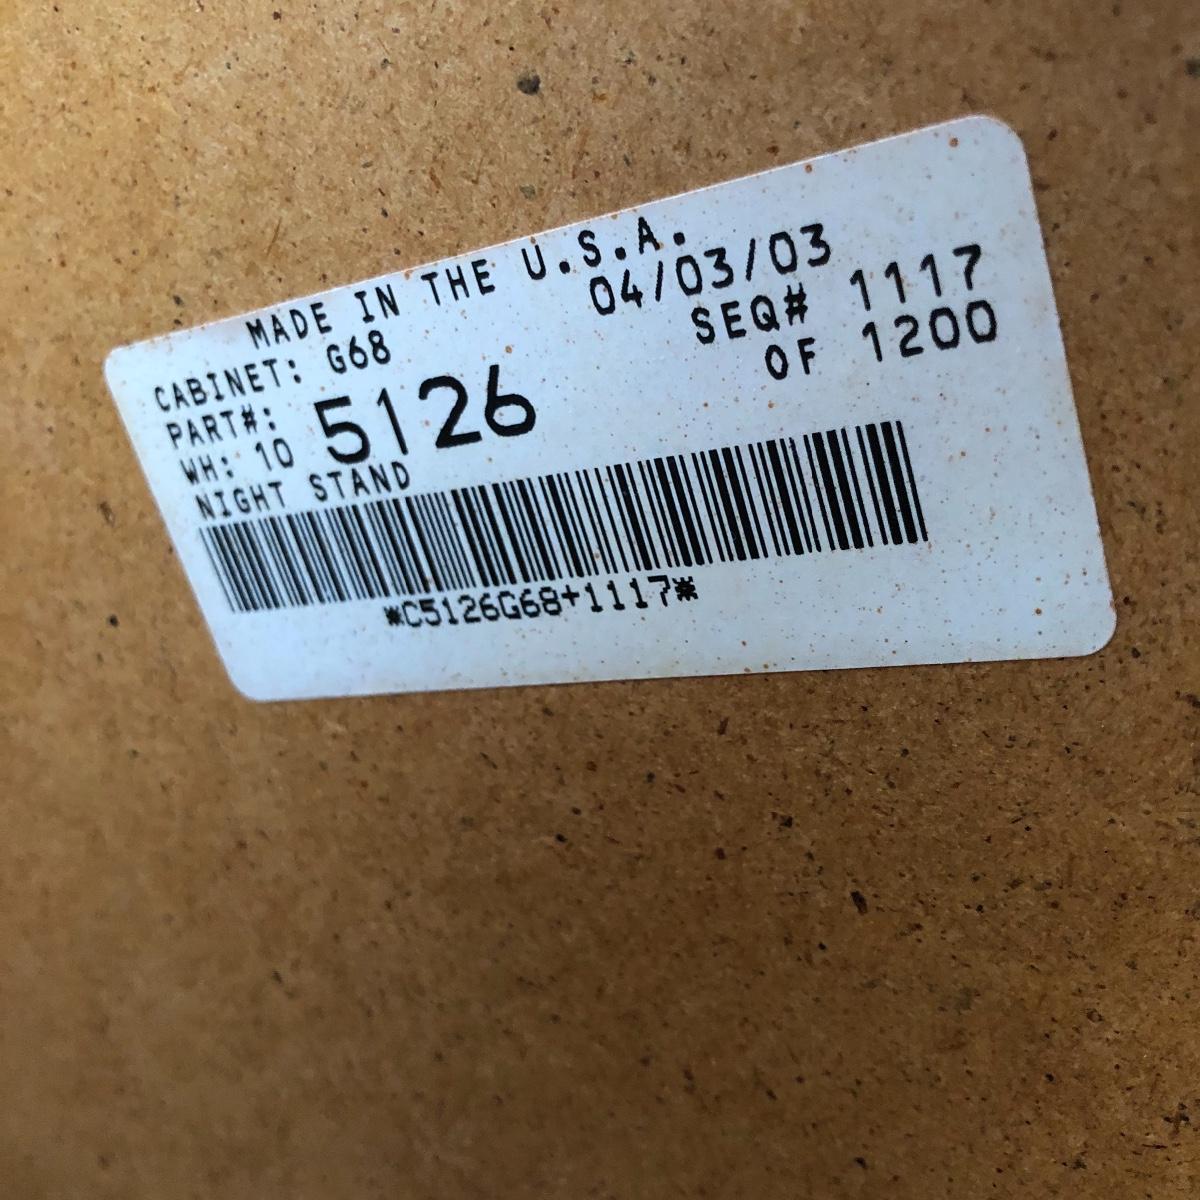 MADE IN THE U.S.A.
CABINET: G68 04/03/03
PART#: 5126 SEQ# 1117
WH: 10 OF 1200
NIGHT STAND
*C5126G68+1117*